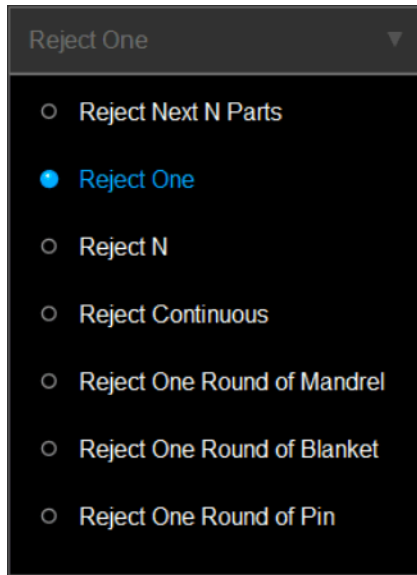 Reject One
Reject Next N Parts
Reject One
Reject N
Reject Continuous
Reject One Round of Mandrel
Reject One Round of Blanket
Reject One Round of Pin